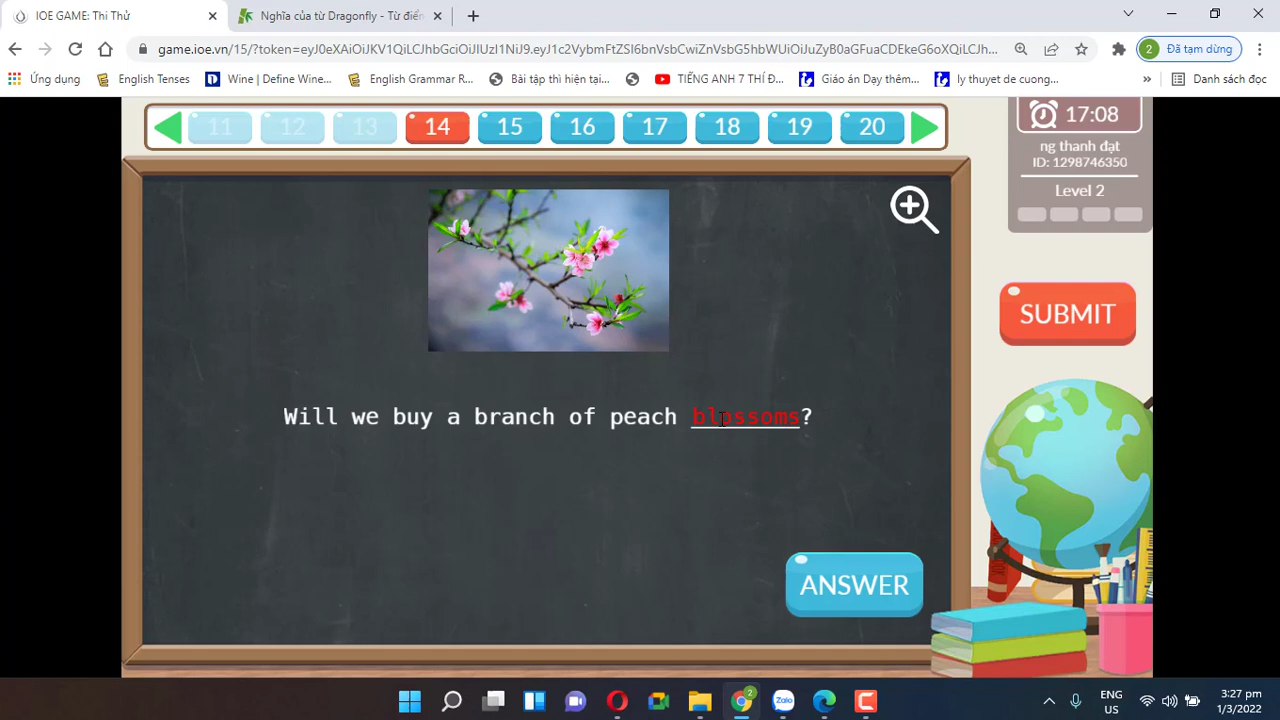 IOE GAME: Thi Thử
Nghĩa của từ Dragonfly - Từ điển
game.ioe.vn/15/?token=eyJ0eXAiOiJKV1QiLCJhbGciOiJIUzI1NiJ9.eyJ1c2VybmFtZSI6bnVsbCwiZnVsbG5hbWUiOiJuZyB0aGFuaCDEkeG6oXQiLCJh...
2 Đã tạm dừng
Ứng dụng
English Tenses
Wine | Define Wine...
English Grammar R...
Bài tập thì hiện tại...
TIẾNG ANH 7 THÍ Đ...
Giáo án Dạy thêm...
ly thuyet de cuong...
»
Danh sách đọc
11 12 13 14 15 16 17 18 19 20
17:08
ng thanh đạt
ID: 1298746350
Level 2
SUBMIT
Will we buy a branch of peach blossoms?
ANSWER
2
Zalo
ENG
US
3:27 pm
1/3/2022